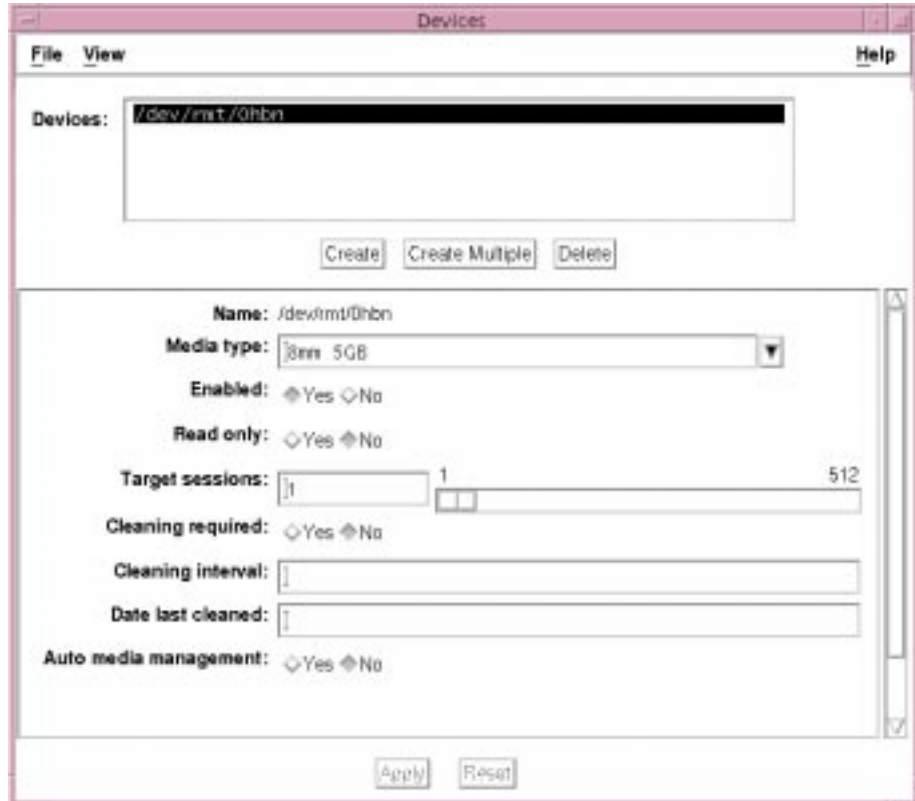 Devices
File View Help
Devices: /dev/rmt/0hbn
Create Create Multiple Delete
Name: /dev/rmt/0hbn
Media type: 8mm 5GB
Enabled: Yes No
Read only: Yes No
Target sessions: 1 1 512
Cleaning required: Yes No
Cleaning interval:
Date last cleaned:
Auto media management: Yes No
Apply Reset